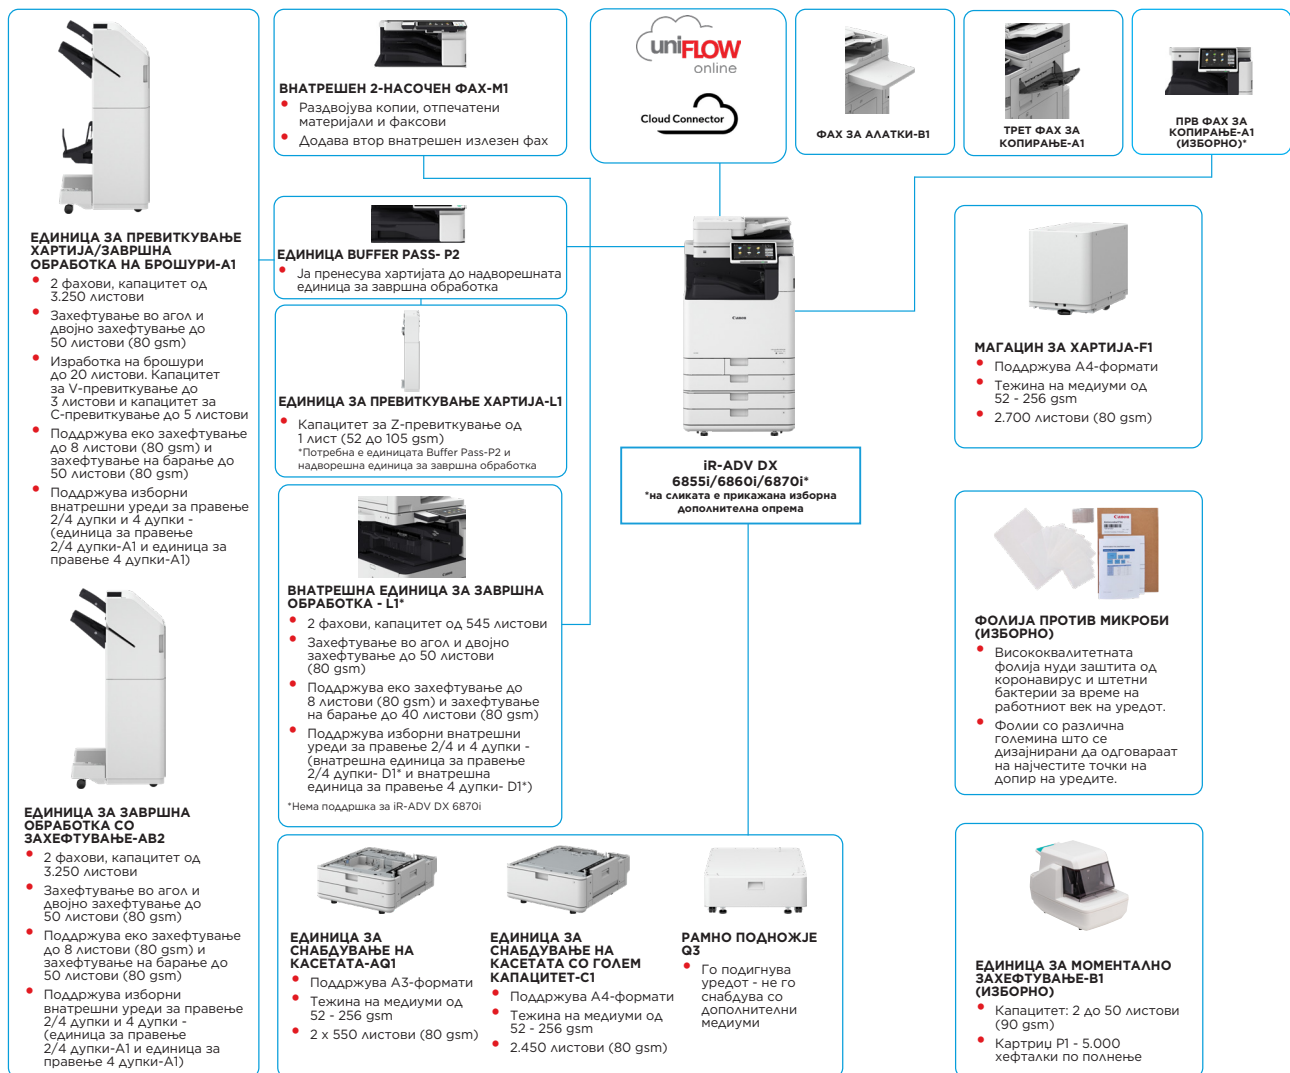 ЕДИНИЦА ЗА ПРЕВИТКУВАЊЕ
ХАРТИЈА/ЗАВРШНА
ОБРАБОТКА НА БРОШУРИ-A1
• 2 фахови, капацитет од
3.250 листови
• Захефтување во агол и
двојно захефтување до
50 листови (80 gsm)
• Изработка на брошури
до 20 листови. Капацитет
за V-превиткување до
3 листови и капацитет за
C-превиткување до 5 листови
• Поддржува еко захефтување
до 8 листови (80 gsm) и
захефтување на барање до
50 листови (80 gsm)
• Поддржува изборни
внатрешни уреди за правење
2/4 дупки и 4 дупки -
(единица за правење
2/4 дупки-A1 и единица за
правење 4 дупки-A1)
ЕДИНИЦА ЗА ЗАВРШНА
ОБРАБОТКА СО
ЗАХЕФТУВАЊЕ-AB2
• 2 фахови, капацитет од
3.250 листови
• Захефтување во агол и
двојно захефтување до
50 листови (80 gsm)
• Поддржува еко захефтување
до 8 листови (80 gsm) и
захефтување на барање до
50 листови (80 gsm)
• Поддржува изборни
внатрешни уреди за правење
2/4 дупки и 4 дупки -
(единица за правење
2/4 дупки-A1 и единица за
правење 4 дупки-A1)
ВНАТРЕШЕН 2-НАСОЧЕН ФАХ-M1
• Раздвојува копии, отпечатени
материјали и факсови
• Додава втор внатрешен излезен фах
ЕДИНИЦА BUFFER PASS- P2
• Ја пренесува хартијата до надворешната
единица за завршна обработка
ЕДИНИЦА ЗА ПРЕВИТКУВАЊЕ ХАРТИЈА-L1
• Капацитет за Z-превиткување од
1 лист (52 до 105 gsm)
*Потребна е единицата Buffer Pass-P2 и
надворешна единица за завршна обработка
ВНАТРЕШНА ЕДИНИЦА ЗА ЗАВРШНА
ОБРАБОТКА - L1*
• 2 фахови, капацитет од 545 листови
• Захефтување во агол и двојно
захефтување до 50 листови
(80 gsm)
• Поддржува еко захефтување до
8 листови (80 gsm) и захефтување
на барање до 40 листови (80 gsm)
• Поддржува изборни внатрешни
уреди за правење 2/4 и 4 дупки -
(внатрешна единица за правење
2/4 дупки- D1* и внатрешна
единица за правење 4 дупки- D1*)
*Нема поддршка за iR-ADV DX 6870i
uniFLOW
online
Cloud Connector
ФАХ ЗА АЛАТКИ-B1
ТРЕТ ФАХ ЗА
КОПИРАЊЕ-A1
ПРВ ФАХ ЗА
КОПИРАЊЕ-A1
(ИЗБОРНО)*
Canon
iR-ADV DX
6855i/6860i/6870i*
*на сликата е прикажана изборна
дополнителна опрема
МАГАЦИН ЗА ХАРТИЈА-F1
• Поддржува A4-формати
• Тежина на медиуми од
52 - 256 gsm
• 2.700 листови (80 gsm)
Canon
ФОЛИЈА ПРОТИВ МИКРОБИ
(ИЗБОРНО)
• Висококвалитетната
фолија нуди заштита од
коронавирус и штетни
бактерии за време на
работниот век на уредот.
• Фолии со различна
големина што се
дизајнирани да одговараат
на најчестите точки на
допир на уредите.
ЕДИНИЦА ЗА
СНАБДУВАЊЕ НА
КАСЕТАТА-AQ1
• Поддржува A3-формати
• Тежина на медиуми од
52 - 256 gsm
• 2 x 550 листови (80 gsm)
ЕДИНИЦА ЗА
СНАБДУВАЊЕ НА
КАСЕТАТА СО ГОЛЕМ
КАПАЦИТЕТ-C1
• Поддржува A4-формати
• Тежина на медиуми од
52 - 256 gsm
• 2.450 листови (80 gsm)
РАМНО ПОДНОЖЈЕ
Q3
• Го подигнува
уредот - не го
снабдува со
дополнителни
медиуми
ЕДИНИЦА ЗА МОМЕНТАЛНО
ЗАХЕФТУВАЊЕ-B1
(ИЗБОРНО)
• Капацитет: 2 до 50 листови
(90 gsm)
• Картриџ P1 - 5.000
хефталки по полнење